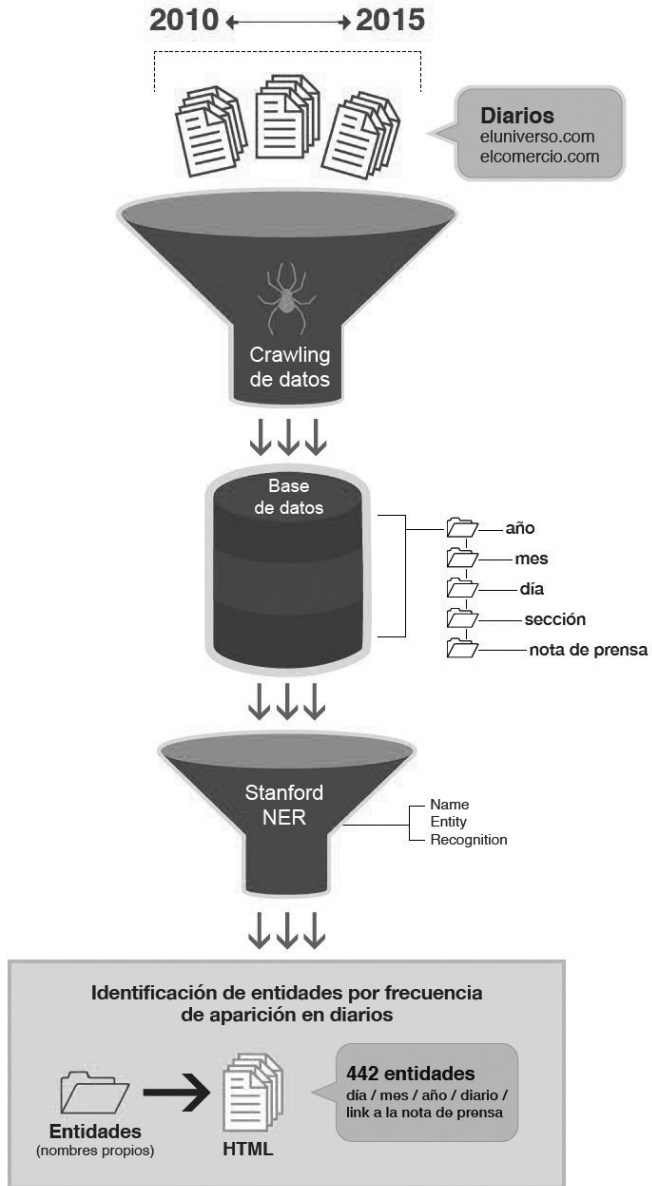 2010 2015
Diarios
eluniverso.com
elcomercio.com
Crawling
de datos
Base
de datos
año
mes
día
sección
nota de prensa
Stanford
NER
Name
Entity
Recognition
Identificación de entidades por frecuencia
de aparición en diarios
Entidades
(nombres propios)
HTML
442 entidades
día / mes / año / diario /
link a la nota de prensa